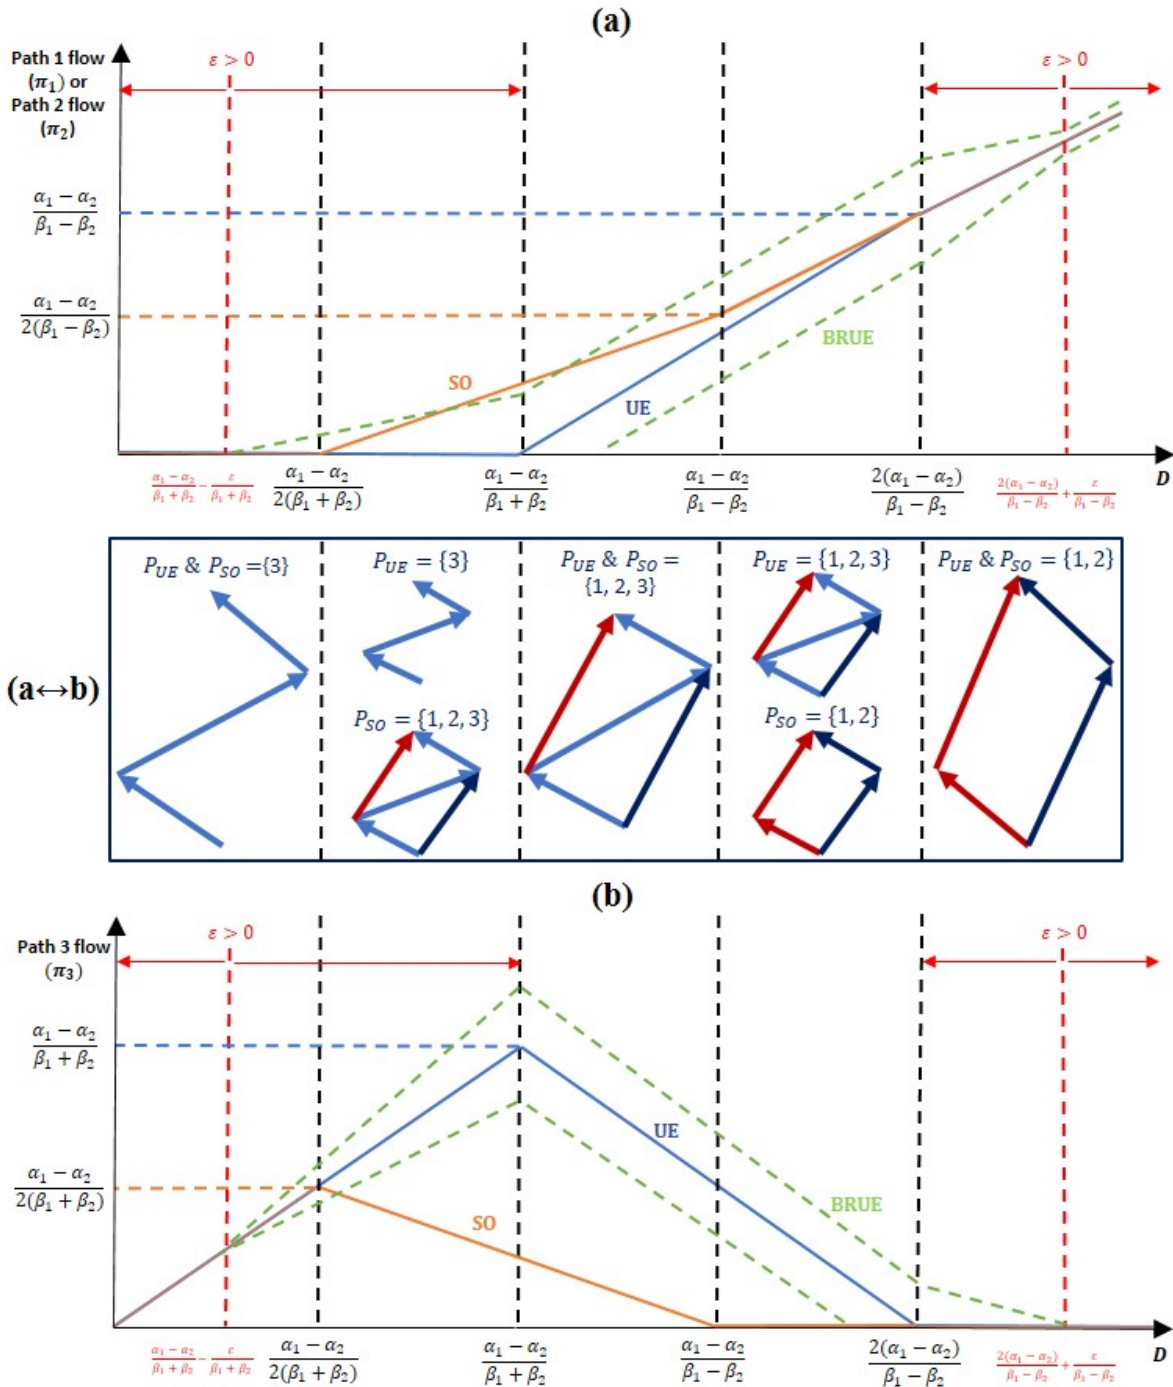 (a)
Path 1 flow
(π₁) or
Path 2 flow
(π₂)
ε > 0
ε > 0
(α₁ − α₂)/(β₁ − β₂)
(α₁ − α₂)/(2(β₁ − β₂))
SO
UE
BRUE
(α₁ − α₂)/(β₁ + β₂) − ε/(β₁ + β₂)
(α₁ − α₂)/(2(β₁ + β₂))
(α₁ − α₂)/(β₁ + β₂)
(α₁ − α₂)/(β₁ − β₂)
2(α₁ − α₂)/(β₁ − β₂)
2(α₁ − α₂)/(β₁ − β₂) + ε/(β₁ − β₂)
D
(a↔b)
P_UE & P_SO ={3}
P_UE = {3}
P_SO = {1, 2, 3}
P_UE & P_SO =
{1, 2, 3}
P_UE = {1, 2, 3}
P_SO = {1, 2}
P_UE & P_SO = {1, 2}
(b)
Path 3 flow
(π₃)
ε > 0
ε > 0
(α₁ − α₂)/(β₁ + β₂)
(α₁ − α₂)/(2(β₁ + β₂))
UE
SO
BRUE
(α₁ − α₂)/(β₁ + β₂) − ε/(β₁ + β₂)
(α₁ − α₂)/(2(β₁ + β₂))
(α₁ − α₂)/(β₁ + β₂)
(α₁ − α₂)/(β₁ − β₂)
2(α₁ − α₂)/(β₁ − β₂)
2(α₁ − α₂)/(β₁ − β₂) + ε/(β₁ − β₂)
D